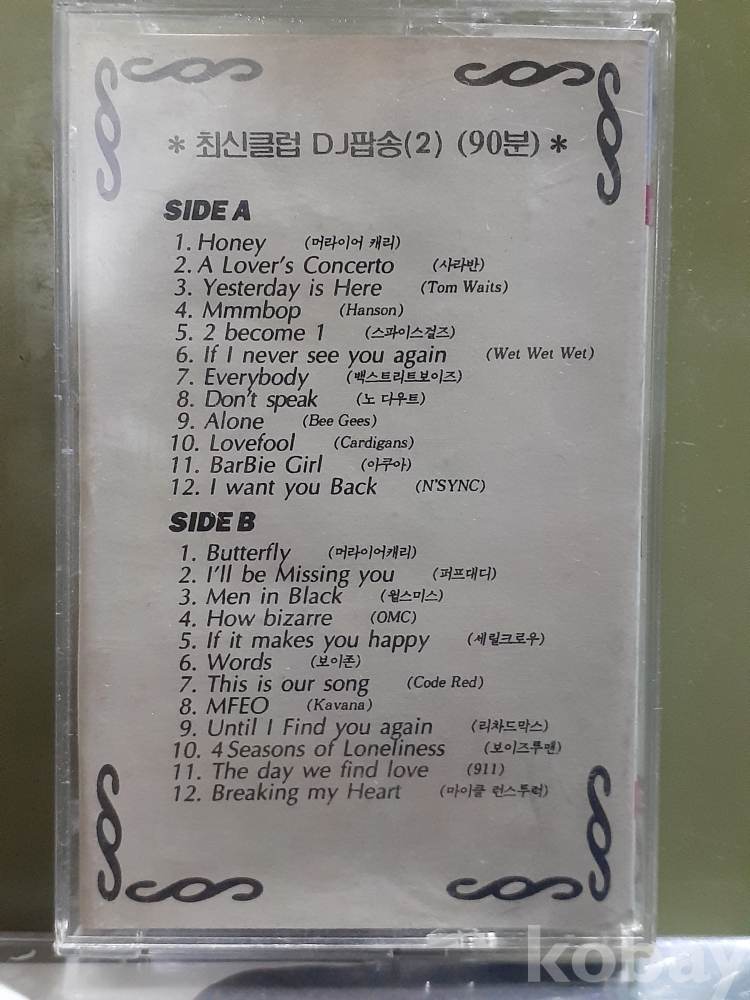 * 최신클럽 DJ팝송(2) (90분) *
SIDE A
1. Honey (머라이어 캐리)
2. A Lover's Concerto (사라반)
3. Yesterday is Here (Tom Waits)
4. Mmmbop (Hanson)
5. 2 become 1 (스파이스걸즈)
6. If I never see you again (Wet Wet Wet)
7. Everybody (백스트리트보이즈)
8. Don't speak (노 다우트)
9. Alone (Bee Gees)
10. Lovefool (Cardigans)
11. BarBie Girl (아쿠아)
12. I want you Back (N'SYNC)
SIDE B
1. Butterfly (머라이어캐리)
2. I'll be Missing you (퍼프대디)
3. Men in Black (윌스미스)
4. How bizarre (OMC)
5. If it makes you happy (세릴크로우)
6. Words (보이존)
7. This is our song (Code Red)
8. MFEO (Kavana)
9. Until I Find you again (리차드막스)
10. 4 Seasons of Loneliness (보이즈투맨)
11. The day we find love (911)
12. Breaking my Heart (마이클 런스투럭)
kobay